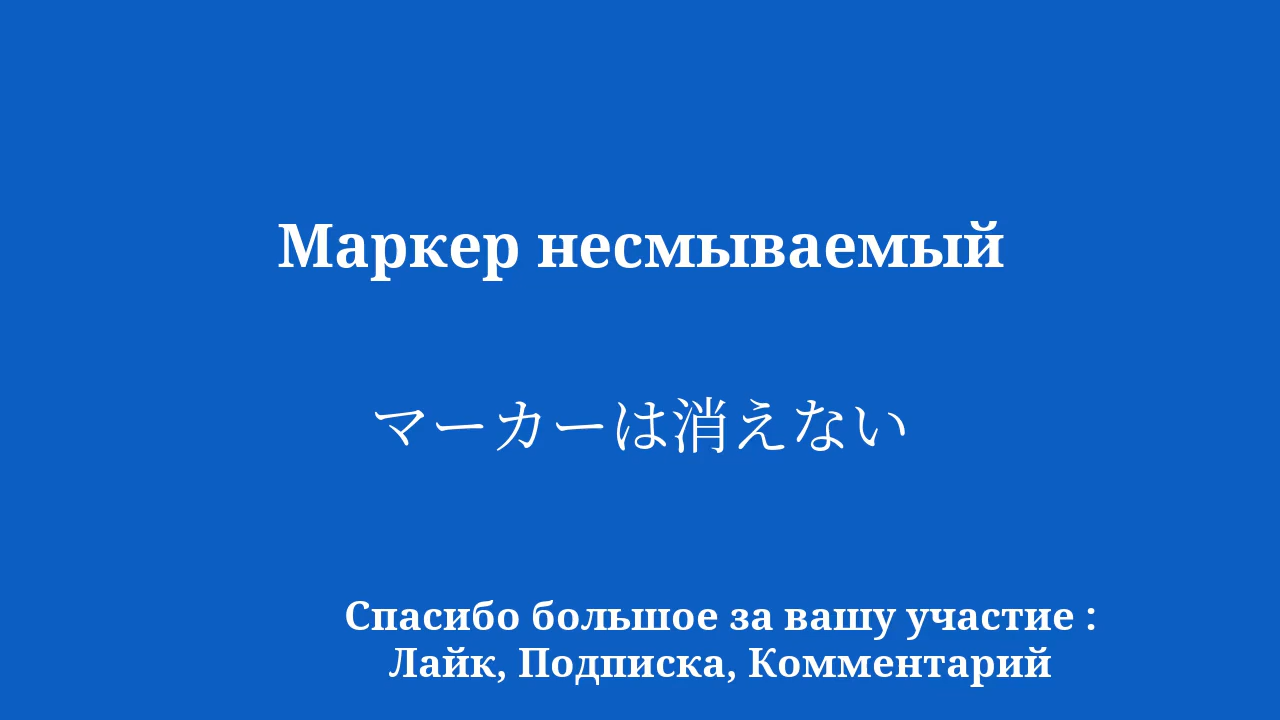 Маркер несмываемый
マーカーは消えない
Спасибо большое за вашу участие :
Лайк, Подписка, Комментарий